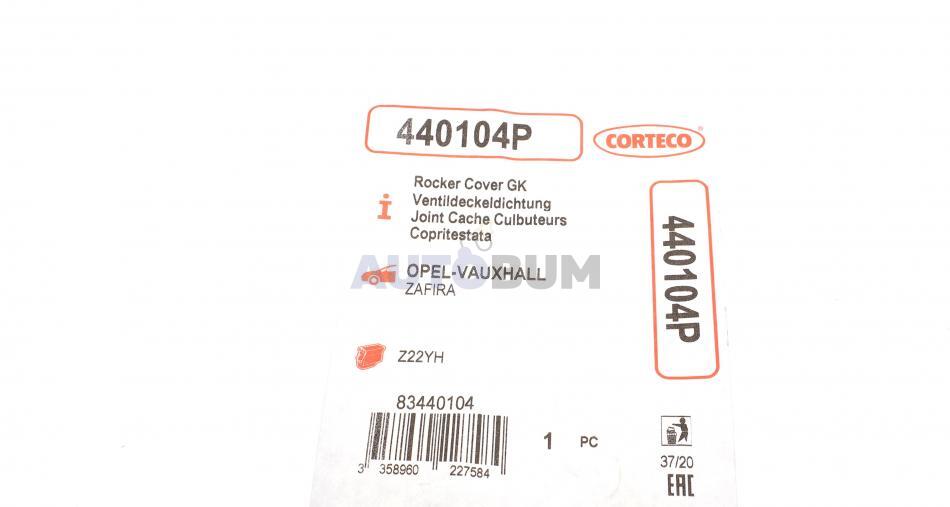 440104P
CORTECO
Rocker Cover GK
Ventildeckeldichtung
Joint Cache Culbuteurs
Copritestata
440104P
AUTOBUM
OPEL-VAUXHALL
ZAFIRA
Z22YH
83440104
3 358960 227584
1 PC
37/20
EAC